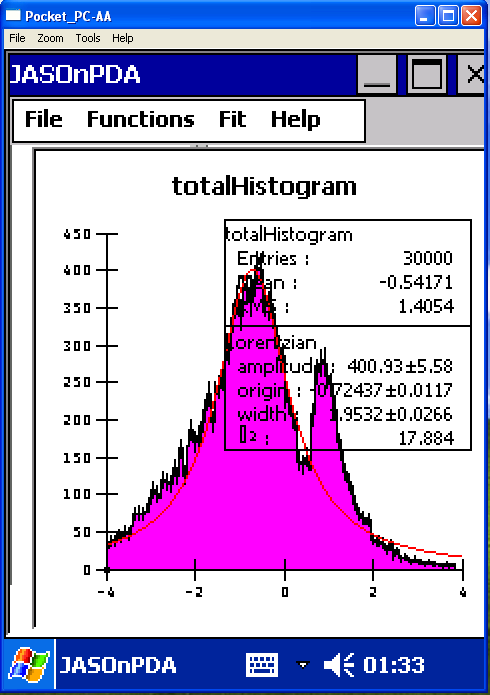 Pocket_PC-AA
File Zoom Tools Help
JASOnPDA
File Functions Fit Help
totalHistogram
totalHistogram
Entries : 30000
-0.54171
: 1.4054
Lorentzian
amplitude : 400.93±5.58
origin : -0.72437±0.0117
width 1.9532±0.0266
2 : 17.884
450
400
350
300
250
200
150
100
50
0
-4 -2 0 2 4
JASOnPDA 01:33